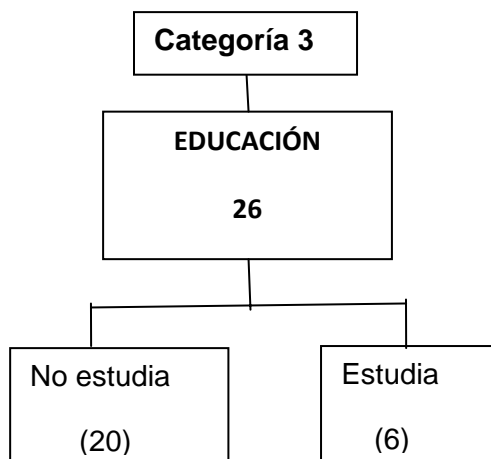 Categoría 3
EDUCACIÓN
26
No estudia
(20)
Estudia
(6)